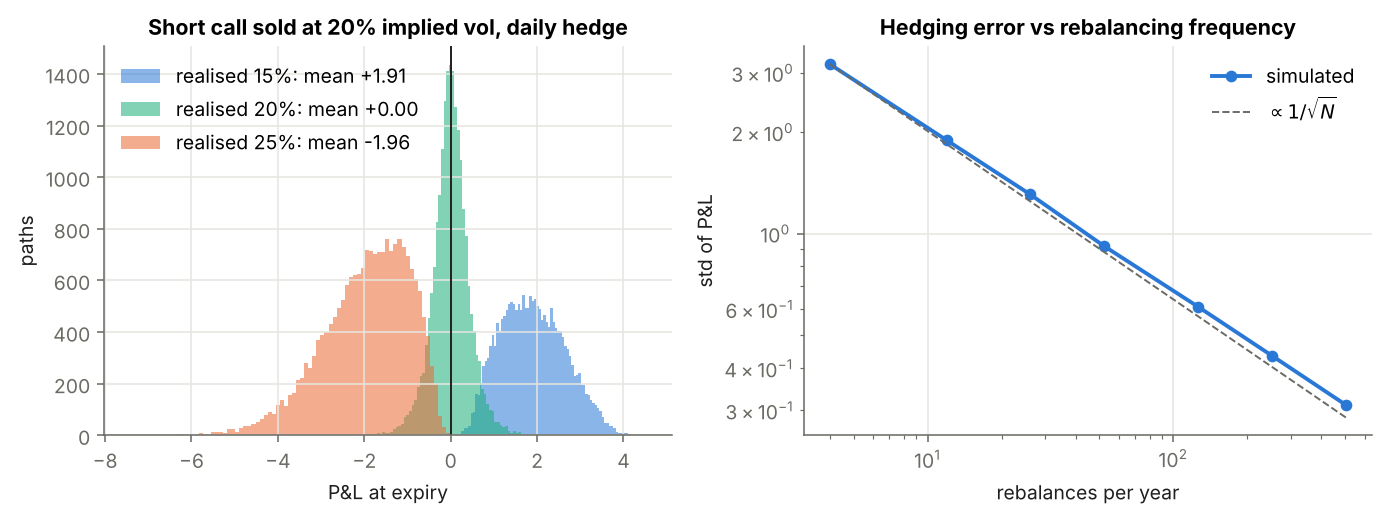 Short call sold at 20% implied vol, daily hedge
realised 15%: mean +1.91
realised 20%: mean +0.00
realised 25%: mean -1.96
paths
1400
1200
1000
800
600
400
200
0
−8
−6
−4
−2
0
2
4
P&L at expiry
Hedging error vs rebalancing frequency
simulated
∝ 1/√N
std of P&L
3 × 10⁰
2 × 10⁰
10⁰
6 × 10⁻¹
4 × 10⁻¹
3 × 10⁻¹
10¹
10²
rebalances per year